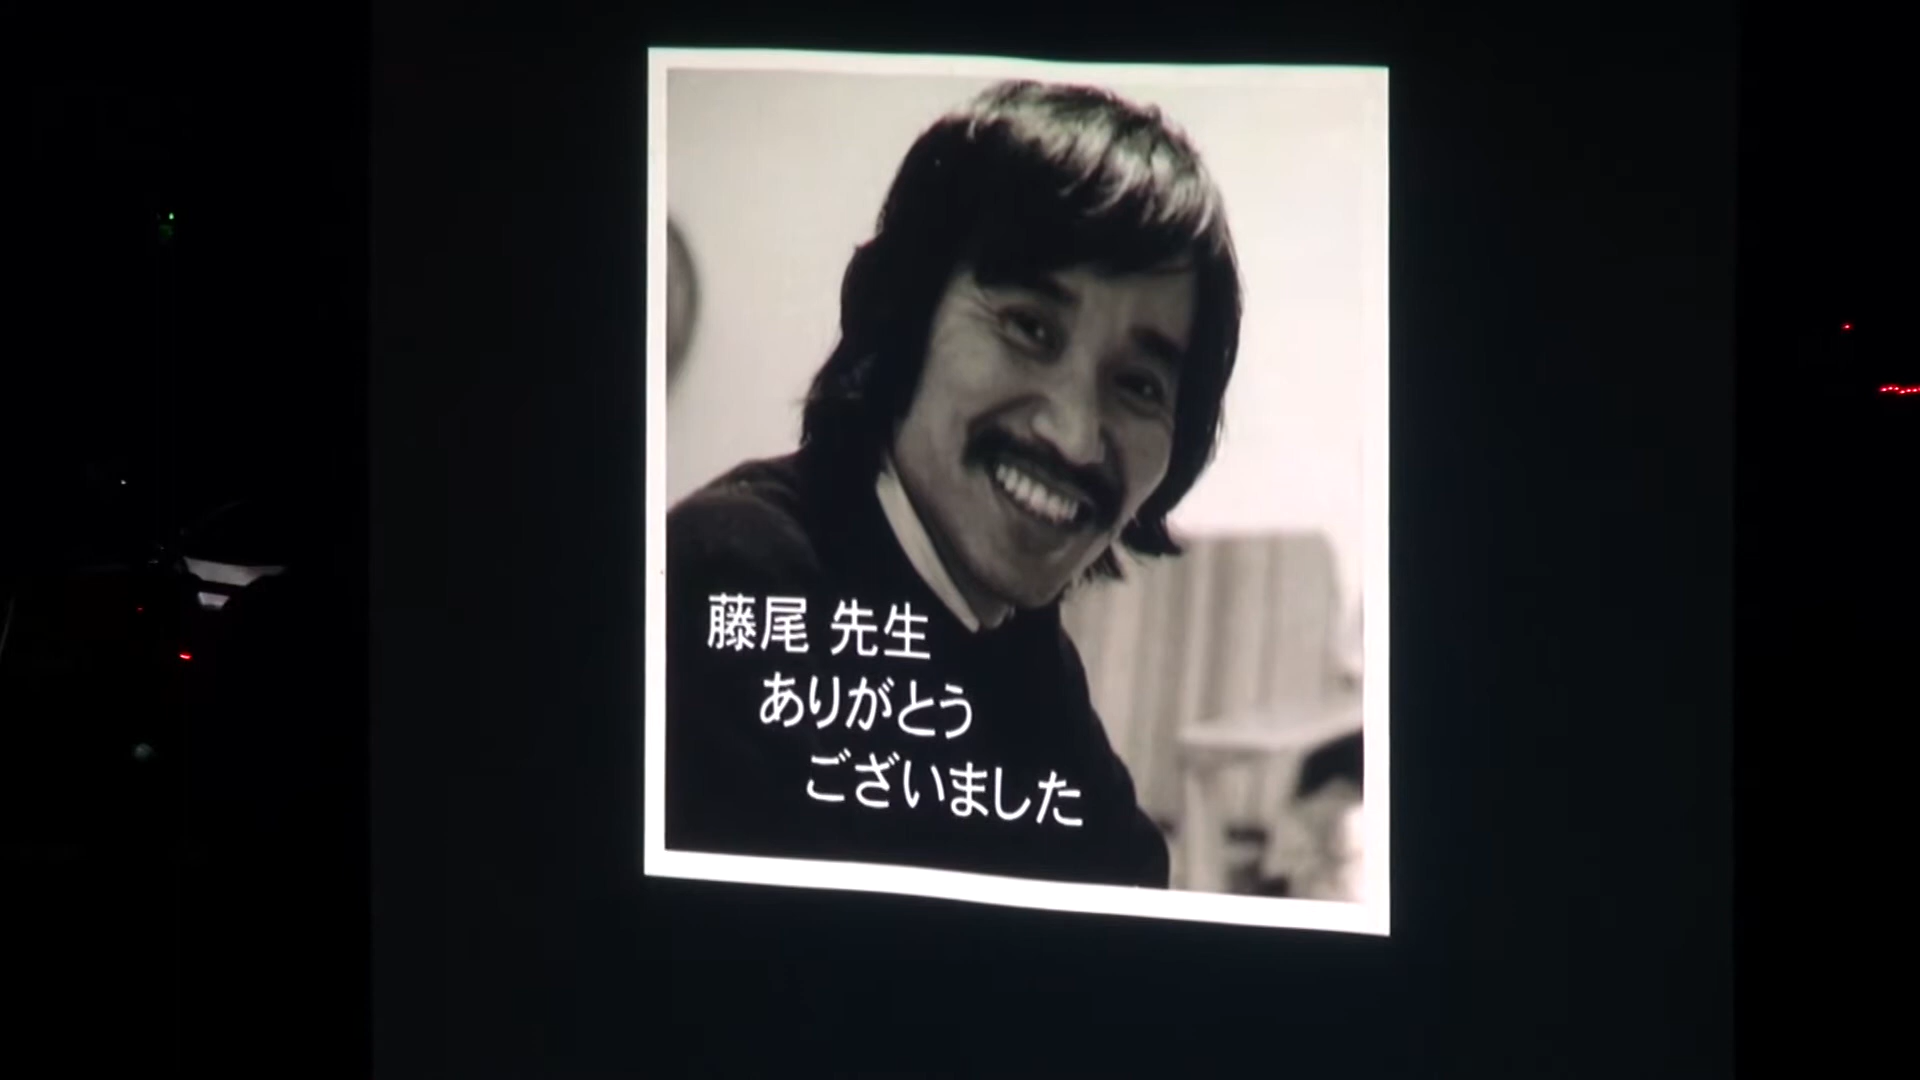 藤尾 先生
ありがとう
ございました